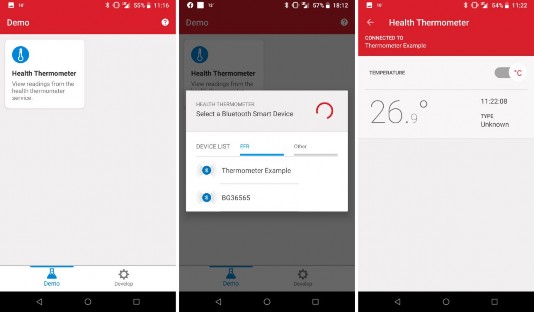 55% 11:16
Demo
Health Thermometer
View readings from the
health thermometer
service.
Demo
Develop
57% 18:12
Demo
Health Thermometer
View readings from the
HEALTH THERMOMETER
Select a Bluetooth Smart Device
DEVICE LIST EFR Other
Thermometer Example
BG36565
Demo
Develop
54% 11:22
Health Thermometer
CONNECTED TO
Thermometer Example
TEMPERATURE °C
26.9°
11:22:08
TYPE
Unknown